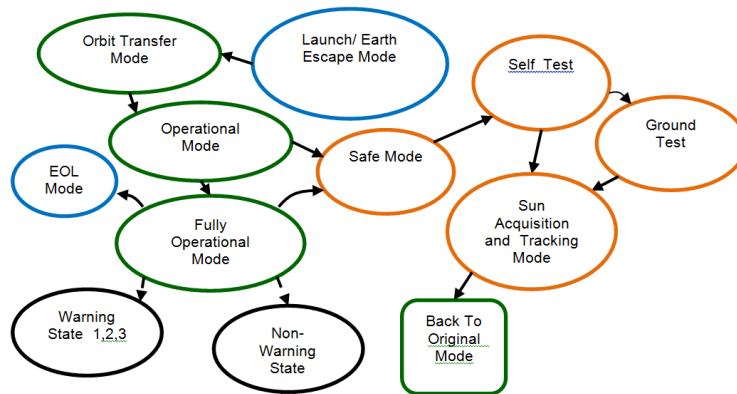 Orbit Transfer
Mode
Launch/ Earth
Escape Mode
Self Test
Operational
Mode
Safe Mode
Ground
Test
EOL
Mode
Fully
Operational
Mode
Sun
Acquisition
and Tracking
Mode
Warning
State 1,2,3
Non-
Warning
State
Back To
Original
Mode